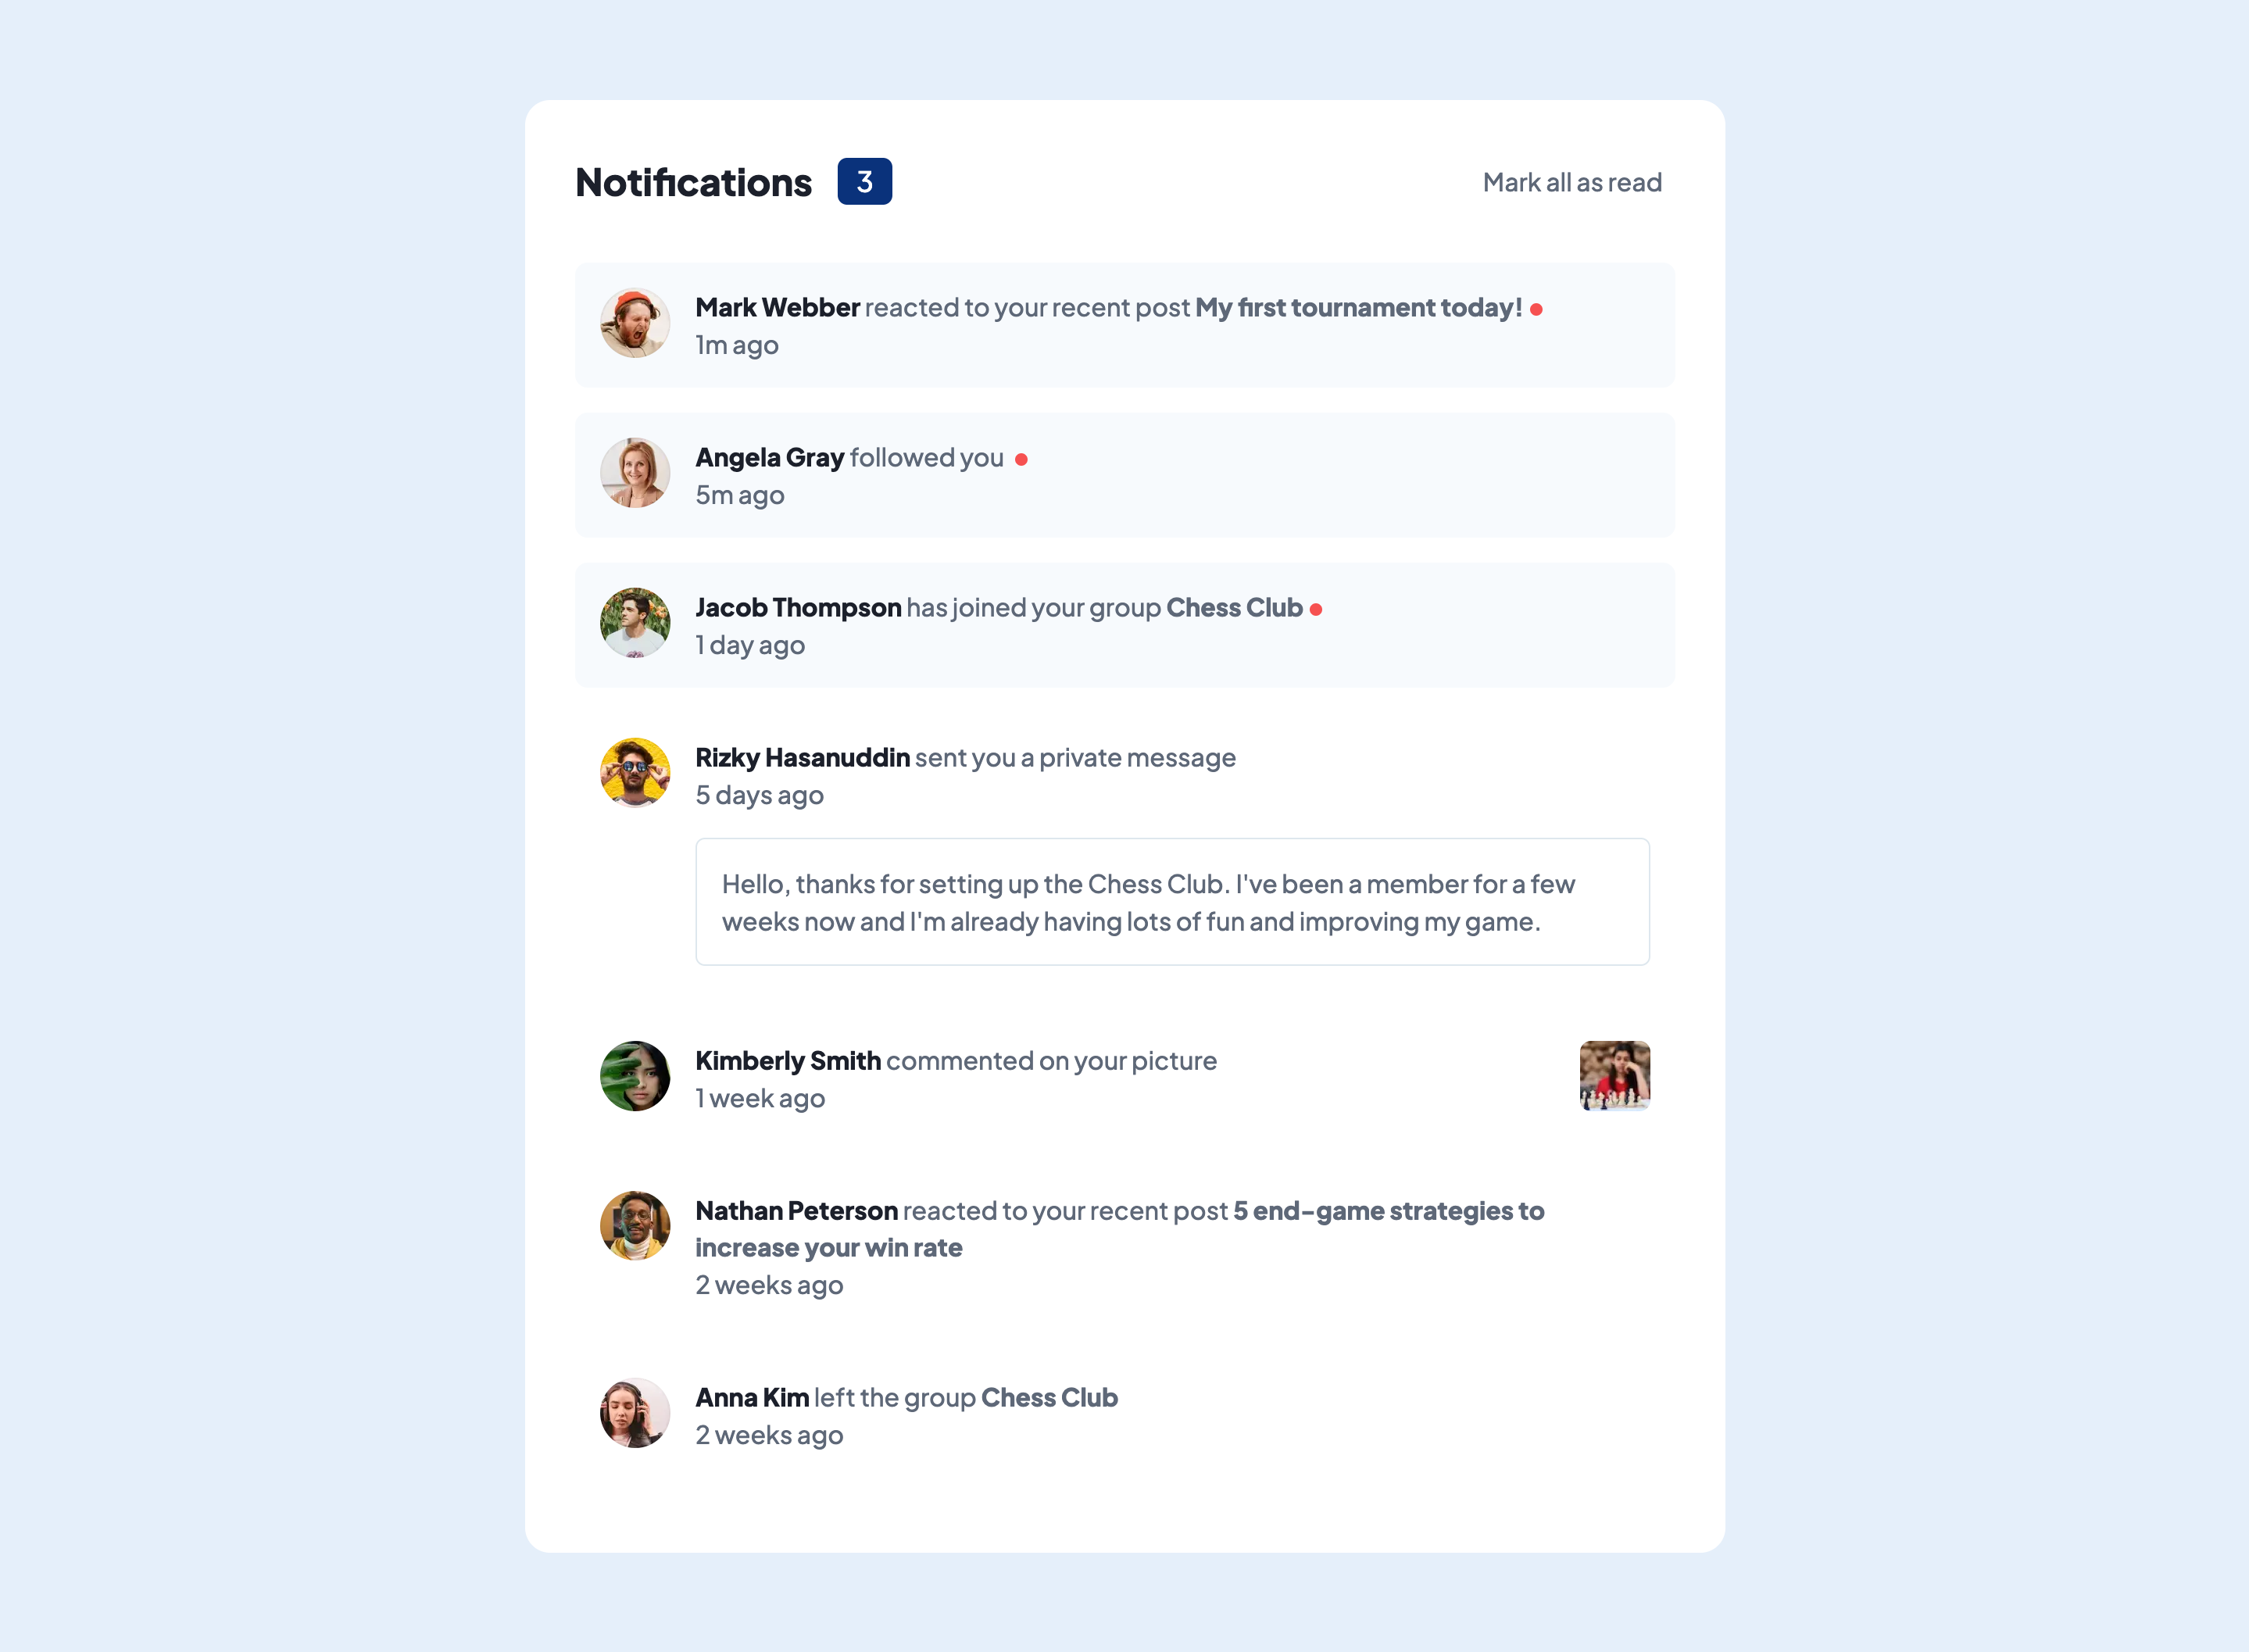 Notifications 3 Mark all as read
Mark Webber reacted to your recent post My first tournament today!
1m ago
Angela Gray followed you
5m ago
Jacob Thompson has joined your group Chess Club
1 day ago
Rizky Hasanuddin sent you a private message
5 days ago
Hello, thanks for setting up the Chess Club. I've been a member for a few
weeks now and I'm already having lots of fun and improving my game.
Kimberly Smith commented on your picture
1 week ago
Nathan Peterson reacted to your recent post 5 end-game strategies to
increase your win rate
2 weeks ago
Anna Kim left the group Chess Club
2 weeks ago